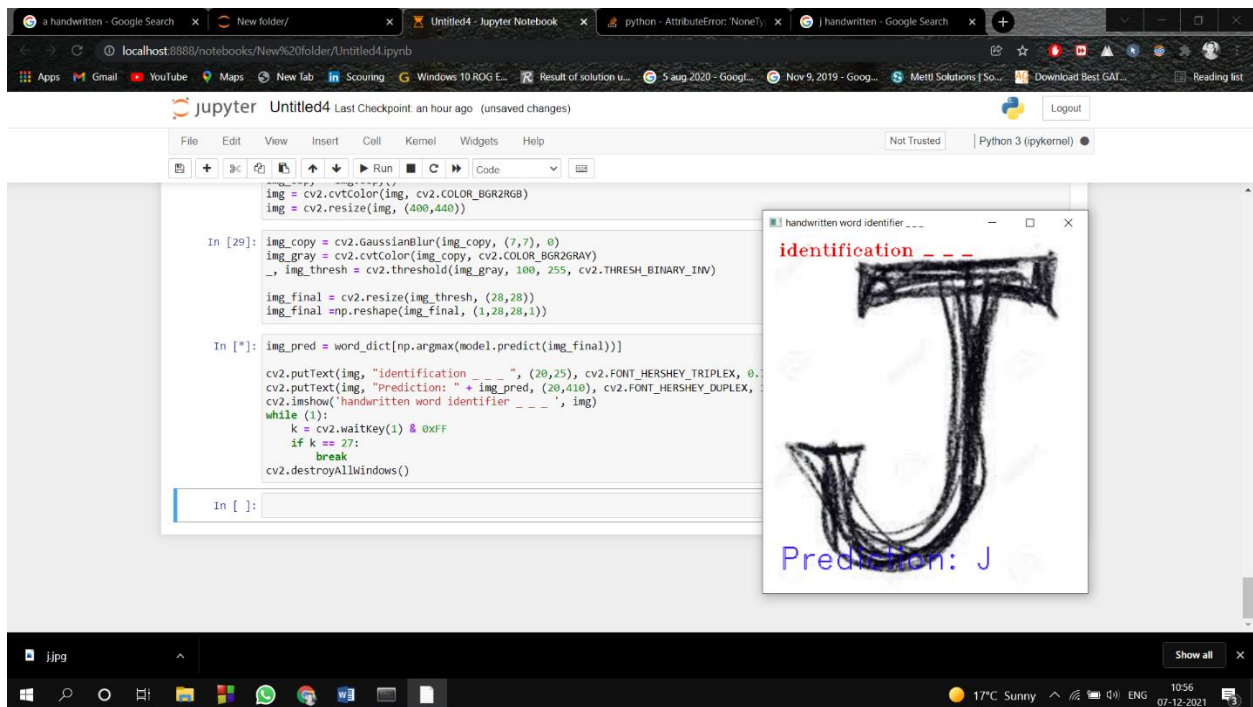 a handwritten - Google Search
New folder/
Untitled4 - Jupyter Notebook
python - AttributeError: 'NoneTy
j handwritten - Google Search
localhost:8888/notebooks/New%20folder/Untitled4.ipynb
Apps Gmail YouTube Maps New Tab Scouring Windows 10 ROG E... Result of solution u... 5 aug 2020 - Googl... Nov 9, 2019 - Goog... Mettl Solutions | So... Download Best GAT... Reading list
jupyter Untitled4 Last Checkpoint: an hour ago (unsaved changes) Logout
File Edit View Insert Cell Kernel Widgets Help Not Trusted Python 3 (ipykernel)
Run Code
img = cv2.cvtColor(img, cv2.COLOR_BGR2RGB)
img = cv2.resize(img, (400,440))
In [29]: img_copy = cv2.GaussianBlur(img_copy, (7,7), 0)
img_gray = cv2.cvtColor(img_copy, cv2.COLOR_BGR2GRAY)
_, img_thresh = cv2.threshold(img_gray, 100, 255, cv2.THRESH_BINARY_INV)
img_final = cv2.resize(img_thresh, (28,28))
img_final =np.reshape(img_final, (1,28,28,1))
In [*]: img_pred = word_dict[np.argmax(model.predict(img_final))]
cv2.putText(img, "identification _ _ _ ", (20,25), cv2.FONT_HERSHEY_TRIPLEX, 0.
cv2.putText(img, "Prediction: " + img_pred, (20,410), cv2.FONT_HERSHEY_DUPLEX,
cv2.imshow('handwritten word identifier _ _ _ ', img)
while (1):
k = cv2.waitKey(1) & 0xFF
if k == 27:
break
cv2.destroyAllWindows()
In [ ]:
handwritten word identifier _ _ _
identification _ _ _
J
Prediction: J
j.jpg
Show all
17°C Sunny ENG 10:56
07-12-2021
3